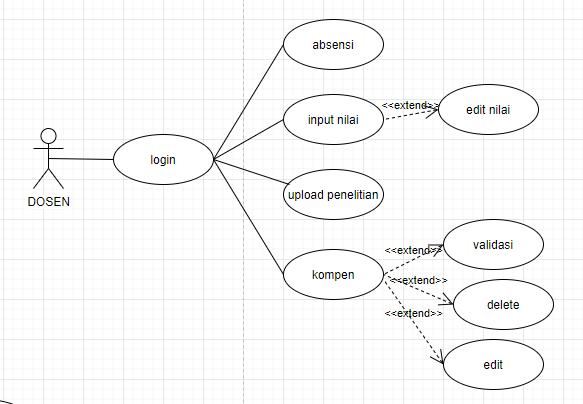 absensi
input nilai
<<extend>>
edit nilai
login
DOSEN
upload penelitian
kompen
<<extend>>
validasi
<<extend>>
delete
<<extend>>
edit